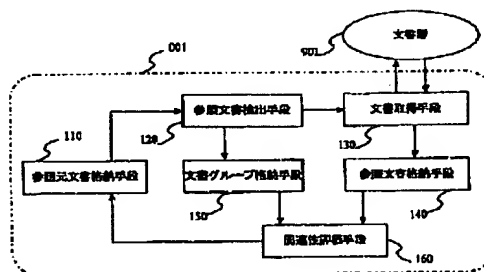 001
901
文書群
110
参照文書検出手段
文書取得手段
120
130
参照元文書格納手段
文書グループ格納手段
参照文書格納手段
150
140
関連性評価手段
160